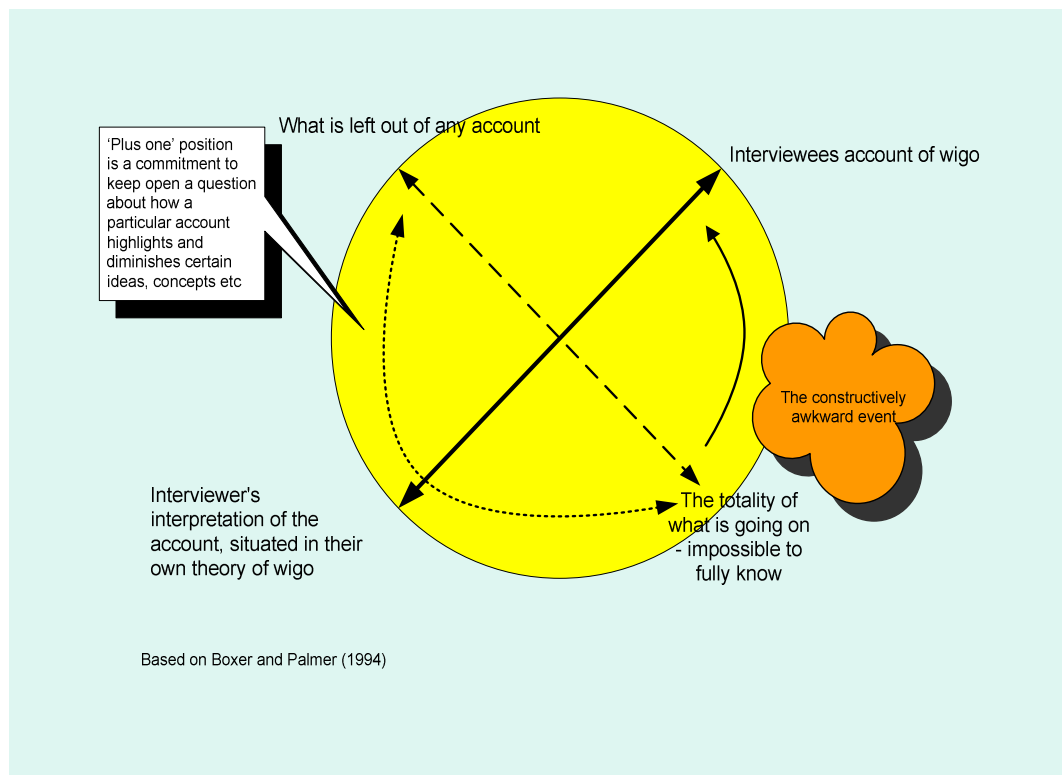 What is left out of any account
‘Plus one’ position
is a commitment to
keep open a question
about how a
particular account
highlights and
diminishes certain
ideas, concepts etc
Interviewees account of wigo
The constructively
awkward event
Interviewer's
interpretation of the
account, situated in their
own theory of wigo
The totality of
what is going on
- impossible to
fully know
Based on Boxer and Palmer (1994)